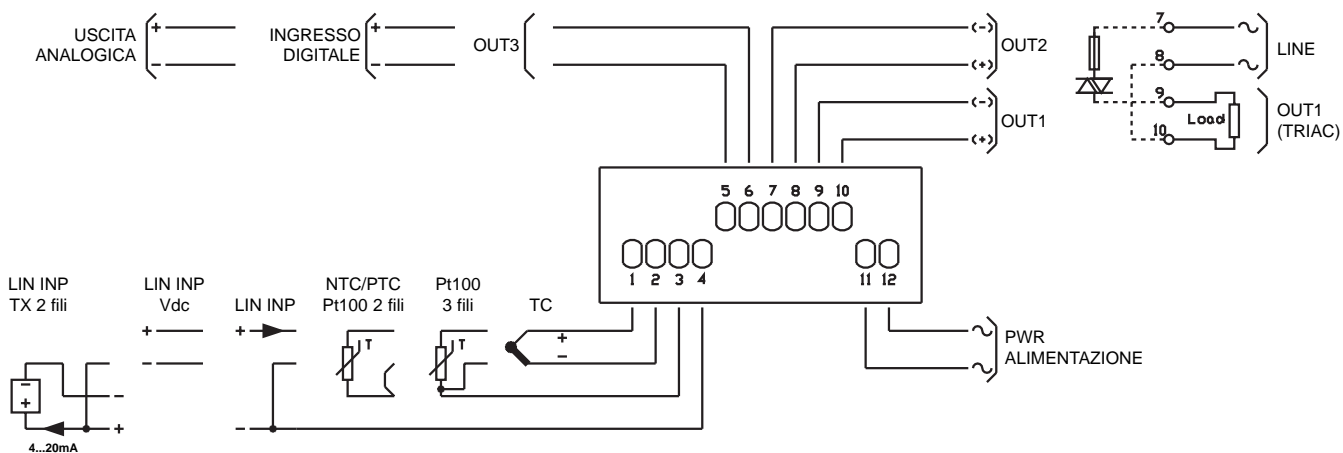 USCITA
ANALOGICA
+
−
INGRESSO
DIGITALE
+
−
OUT3
(-)
(+)
OUT2
(-)
(+)
OUT1
7
8
LINE
9
10
Load
OUT1
(TRIAC)
5 6 7 8 9 10
1 2 3 4
11 12
LIN INP
TX 2 fili
LIN INP
Vdc
LIN INP
NTC/PTC
Pt100 2 fili
Pt100
3 fili
TC
+
−
+
T
T
+
−
−
+
−
+
−
4...20mA
−
PWR
ALIMENTAZIONE